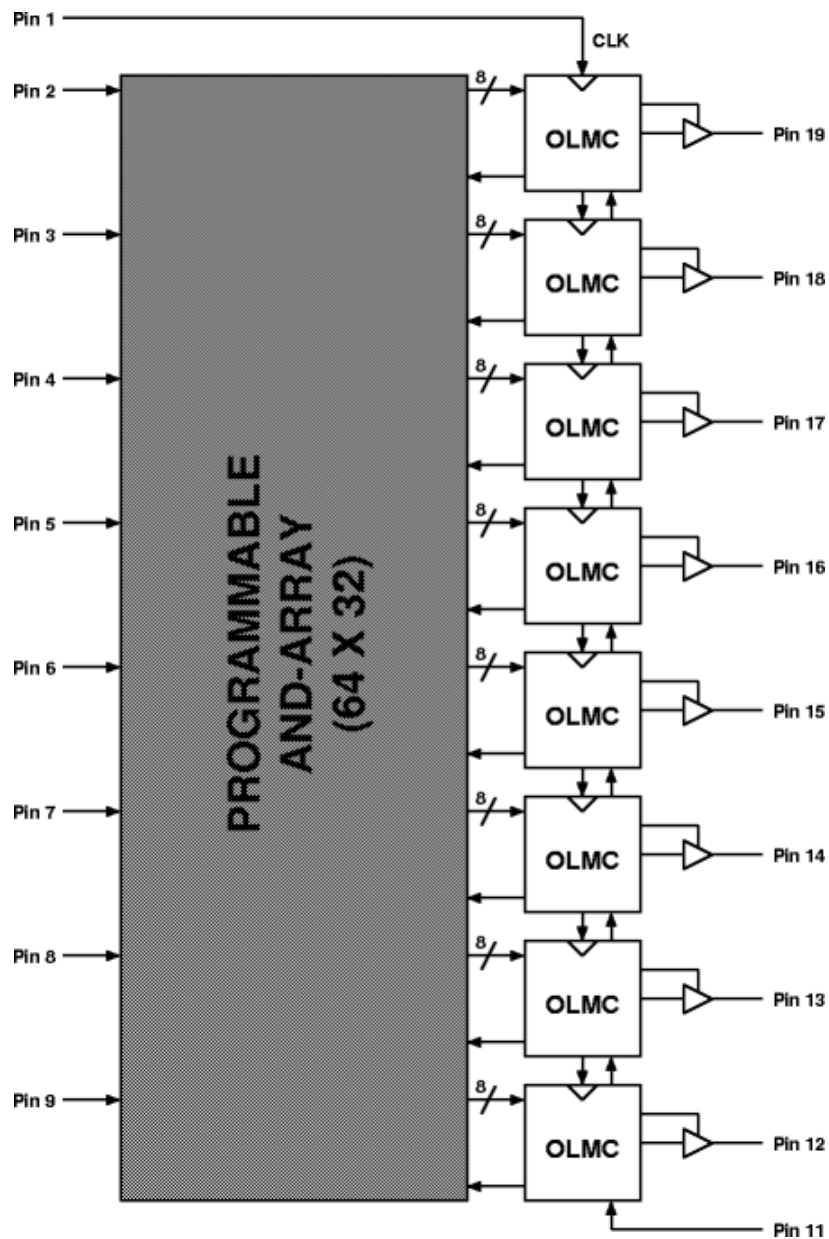 Pin 1
CLK
Pin 2
8
OLMC
Pin 19
Pin 3
8
OLMC
Pin 18
Pin 4
8
OLMC
Pin 17
PROGRAMMABLE
AND-ARRAY
(64 X 32)
Pin 5
8
OLMC
Pin 16
Pin 6
8
OLMC
Pin 15
Pin 7
8
OLMC
Pin 14
Pin 8
8
OLMC
Pin 13
Pin 9
8
OLMC
Pin 12
Pin 11